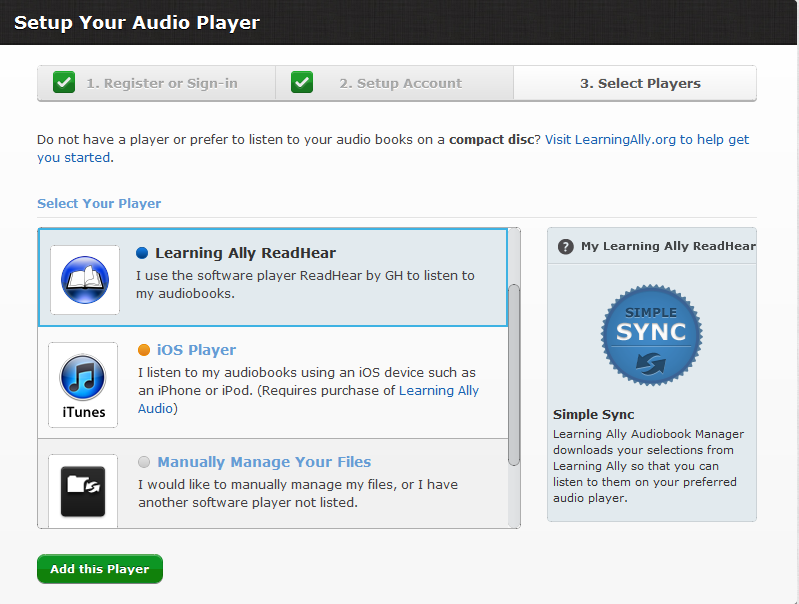 Setup Your Audio Player
1. Register or Sign-in
2. Setup Account
3. Select Players
Do not have a player or prefer to listen to your audio books on a compact disc? Visit LearningAlly.org to help get
you started.
Select Your Player
Learning Ally ReadHear
I use the software player ReadHear by GH to listen to
my audiobooks.
iOS Player
I listen to my audiobooks using an iOS device such as
an iPhone or iPod. (Requires purchase of Learning Ally
Audio)
iTunes
Manually Manage Your Files
I would like to manually manage my files, or I have
another software player not listed.
? My Learning Ally ReadHear
SIMPLE
SYNC
Simple Sync
Learning Ally Audiobook Manager
downloads your selections from
Learning Ally so that you can
listen to them on your preferred
audio player.
Add this Player